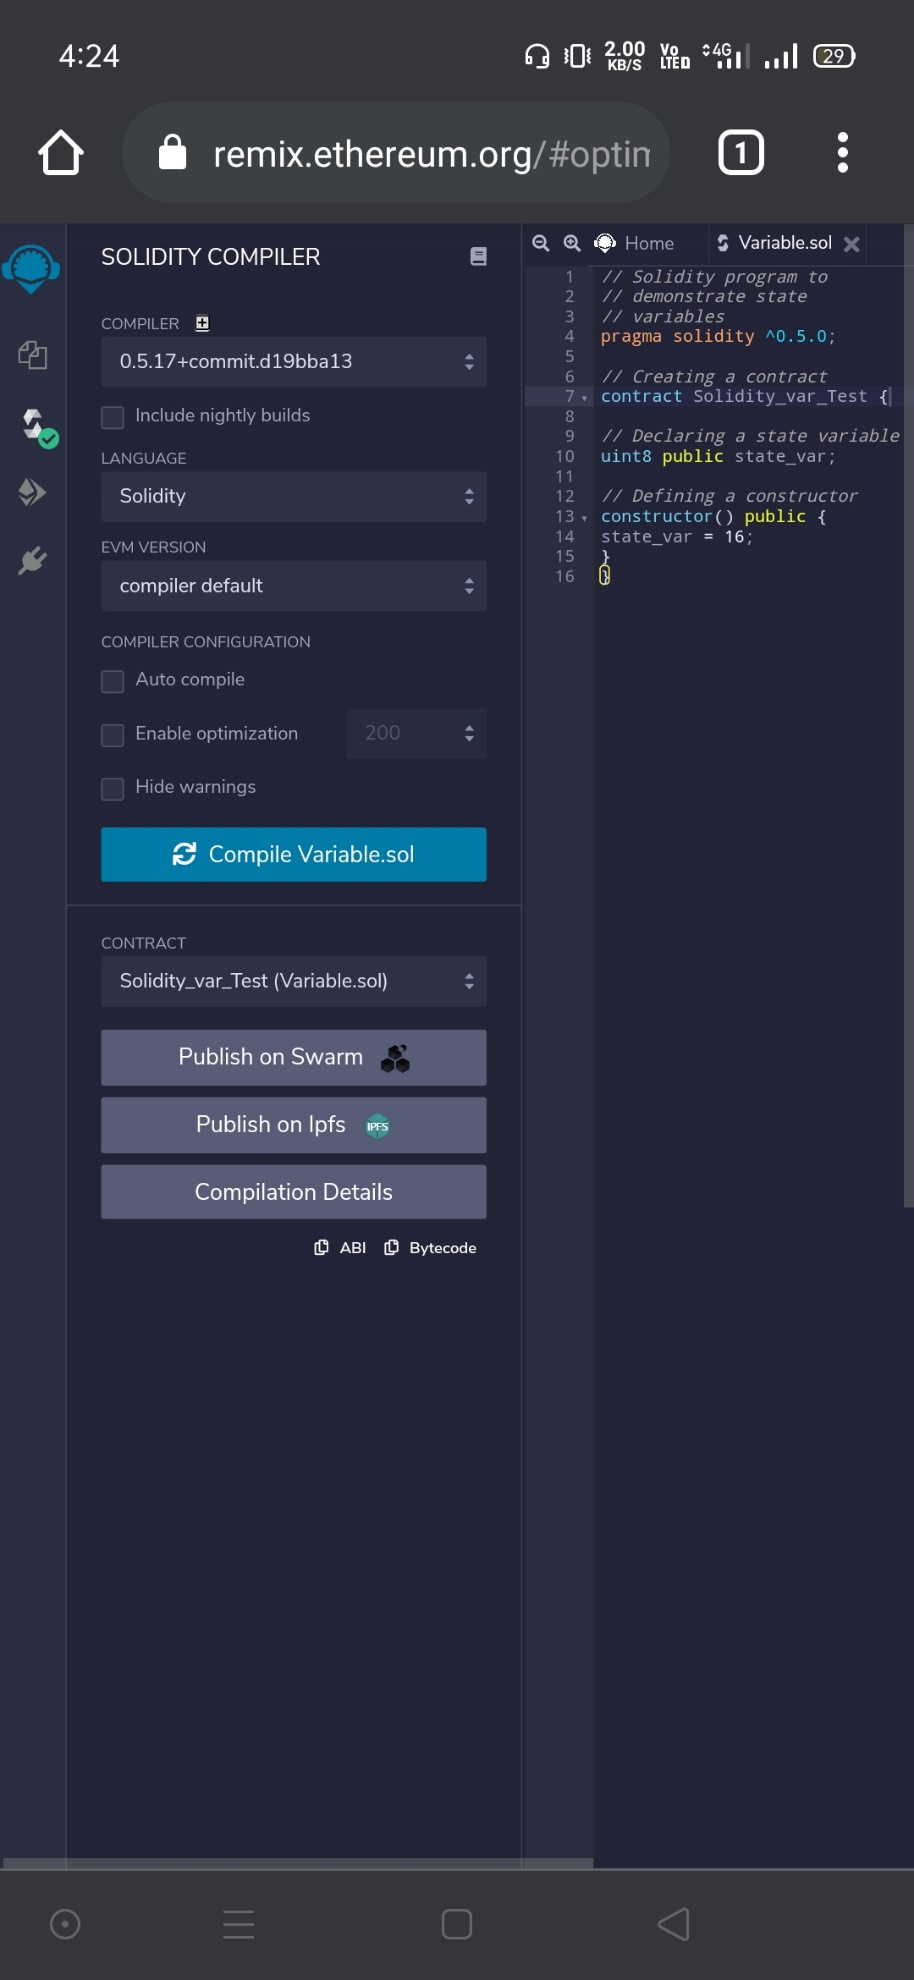 4:24
2.00
KB/S
Vo
LTE
4G
29
remix.ethereum.org/#optim
1
SOLIDITY COMPILER
COMPILER
0.5.17+commit.d19bba13
Include nightly builds
LANGUAGE
Solidity
EVM VERSION
compiler default
COMPILER CONFIGURATION
Auto compile
Enable optimization
200
Hide warnings
Compile Variable.sol
CONTRACT
Solidity_var_Test (Variable.sol)
Publish on Swarm
Publish on Ipfs IPFS
Compilation Details
ABI Bytecode
Home Variable.sol
1 // Solidity program to
2 // demonstrate state
3 // variables
4 pragma solidity ^0.5.0;
5
6 // Creating a contract
7 contract Solidity_var_Test {
8
9 // Declaring a state variable
10 uint8 public state_var;
11
12 // Defining a constructor
13 constructor() public {
14 state_var = 16;
15 }
16 }